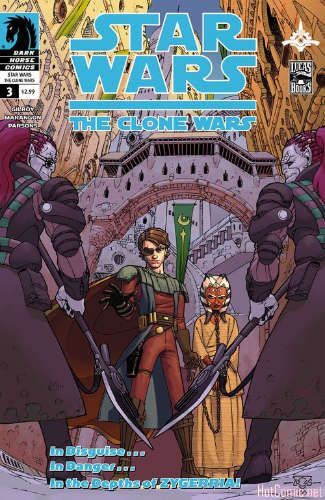 DARK
HORSE
COMICS
STAR WARS
THE CLONE WARS
3
$2.99
GILROY
MARANGON
PARSONS
STAR
WARS
THE CLONE WARS
LUCAS
BOOKS
In Disguise . . .
In Danger . . .
In the Depths of ZYGERRIA!
HotComic.net